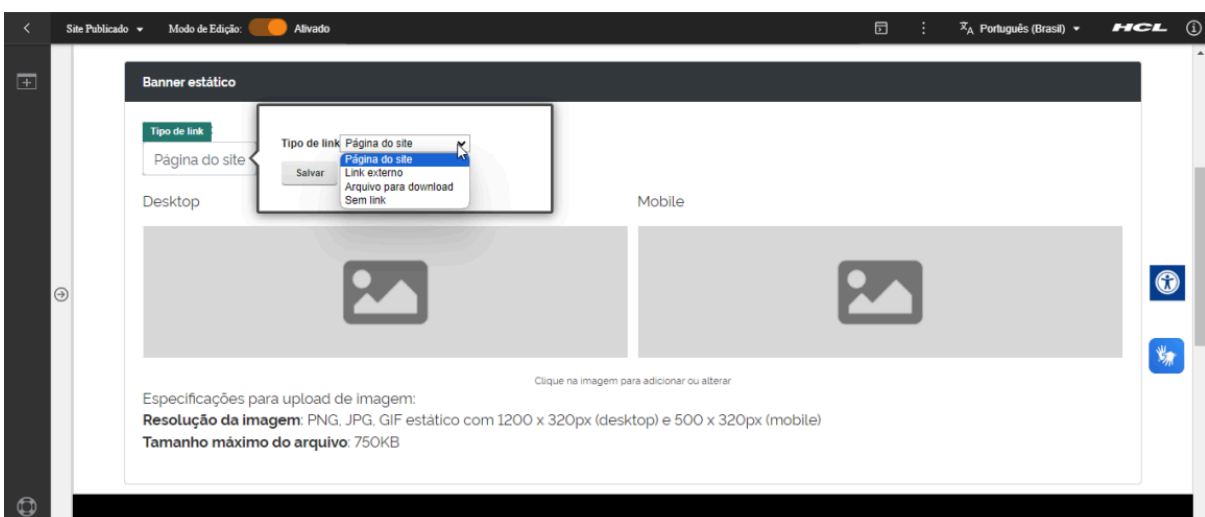 Site Publicado Modo de Edição: Ativado Português (Brasil) HCL
Banner estático
Tipo de link
Página do site
Tipo de link Página do site
Página do site
Link externo
Arquivo para download
Sem link
Salvar
Desktop Mobile
Clique na imagem para adicionar ou alterar
Especificações para upload de imagem:
Resolução da imagem: PNG, JPG, GIF estático com 1200 x 320px (desktop) e 500 x 320px (mobile)
Tamanho máximo do arquivo: 750KB